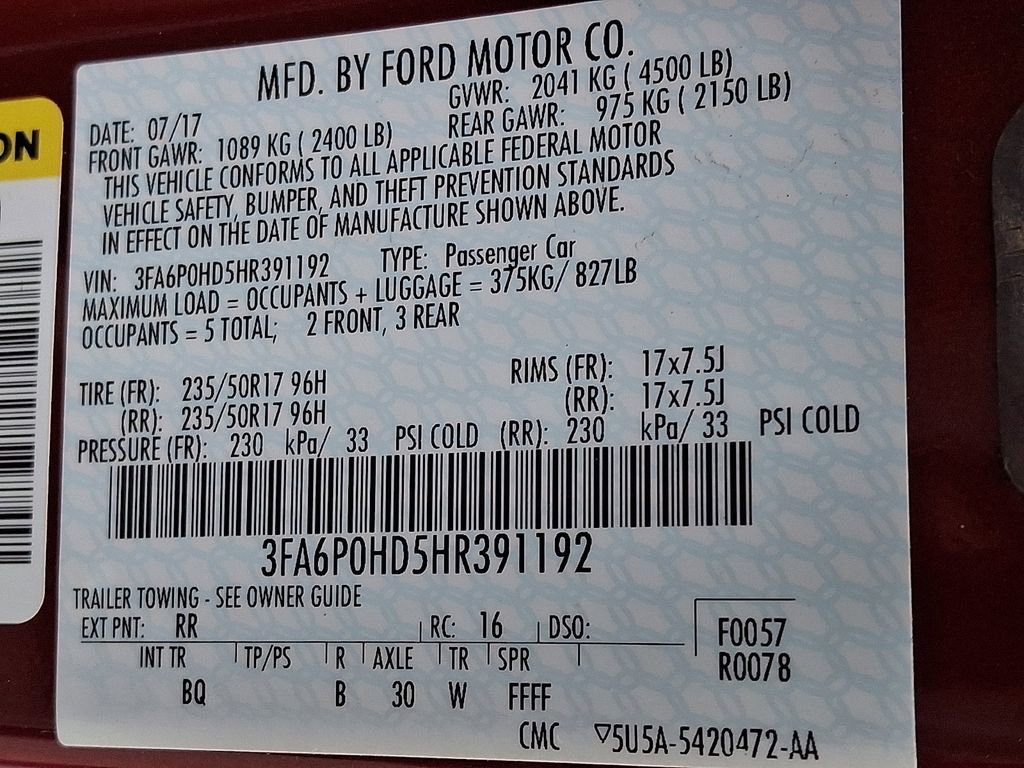 ON
MFD. BY FORD MOTOR CO.
DATE: 07/17 GVWR: 2041 KG ( 4500 LB)
FRONT GAWR: 1089 KG ( 2400 LB) REAR GAWR: 975 KG ( 2150 LB)
THIS VEHICLE CONFORMS TO ALL APPLICABLE FEDERAL MOTOR
VEHICLE SAFETY, BUMPER, AND THEFT PREVENTION STANDARDS
IN EFFECT ON THE DATE OF MANUFACTURE SHOWN ABOVE.
VIN: 3FA6P0HD5HR391192 TYPE: Passenger Car
MAXIMUM LOAD = OCCUPANTS + LUGGAGE = 375KG/ 827LB
OCCUPANTS = 5 TOTAL; 2 FRONT, 3 REAR
TIRE (FR): 235/50R17 96H RIMS (FR): 17x7.5J
(RR): 235/50R17 96H (RR): 17x7.5J
PRESSURE (FR): 230 kPa/ 33 PSI COLD (RR): 230 kPa/ 33 PSI COLD
3FA6P0HD5HR391192
TRAILER TOWING - SEE OWNER GUIDE
EXT PNT: RR RC: 16 DSO: F0057
INT TR TP/PS R AXLE TR SPR R0078
BQ B 30 W FFFF
CMC ▽5U5A-5420472-AA